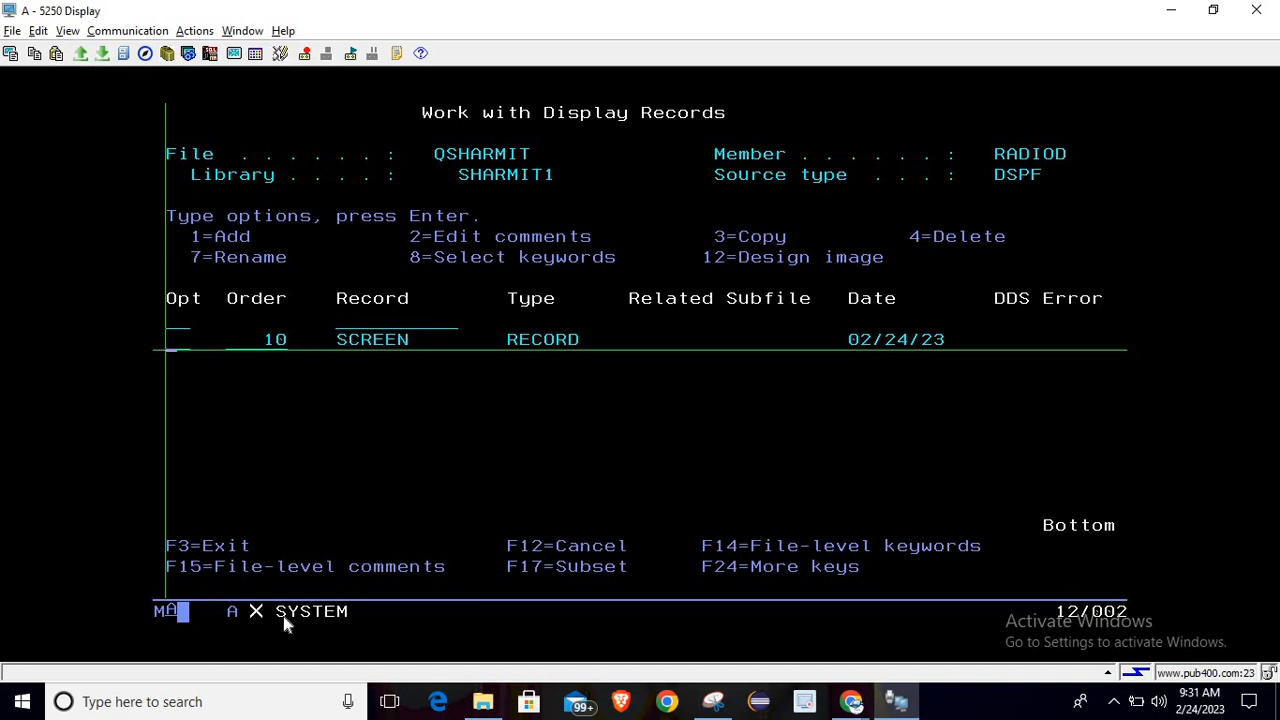 A - 5250 Display
File Edit View Communication Actions Window Help
Work with Display Records
File . . . . . . : QSHARMIT Member . . . . . . : RADIOD
Library . . . . : SHARMIT1 Source type . . . : DSPF
Type options, press Enter.
1=Add 2=Edit comments 3=Copy 4=Delete
7=Rename 8=Select keywords 12=Design image
Opt Order Record Type Related Subfile Date DDS Error
10 SCREEN RECORD 02/24/23
Bottom
F3=Exit F12=Cancel F14=File-level keywords
F15=File-level comments F17=Subset F24=More keys
MA A X SYSTEM 12/002
Activate Windows
Go to Settings to activate Windows.
www.pub400.com:23
Type here to search 99+ 9:31 AM
2/24/2023